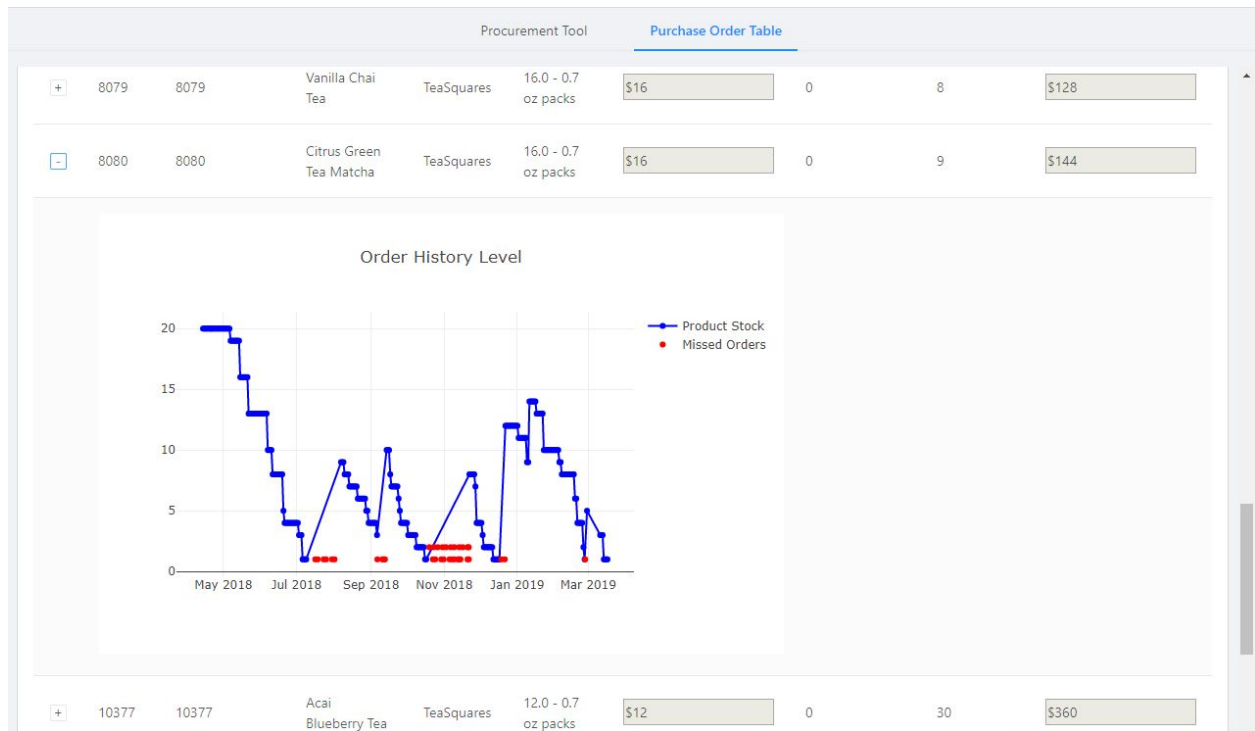 Procurement Tool
Purchase Order Table
+ 8079 8079 Vanilla Chai TeaSquares 16.0 - 0.7 $16 0 8 $128
Tea oz packs
- 8080 8080 Citrus Green TeaSquares 16.0 - 0.7 $16 0 9 $144
Tea Matcha oz packs
Order History Level
20
15
10
5
0
May 2018 Jul 2018 Sep 2018 Nov 2018 Jan 2019 Mar 2019
Product Stock
Missed Orders
+ 10377 10377 Acai TeaSquares 12.0 - 0.7 $12 0 30 $360
Blueberry Tea oz packs